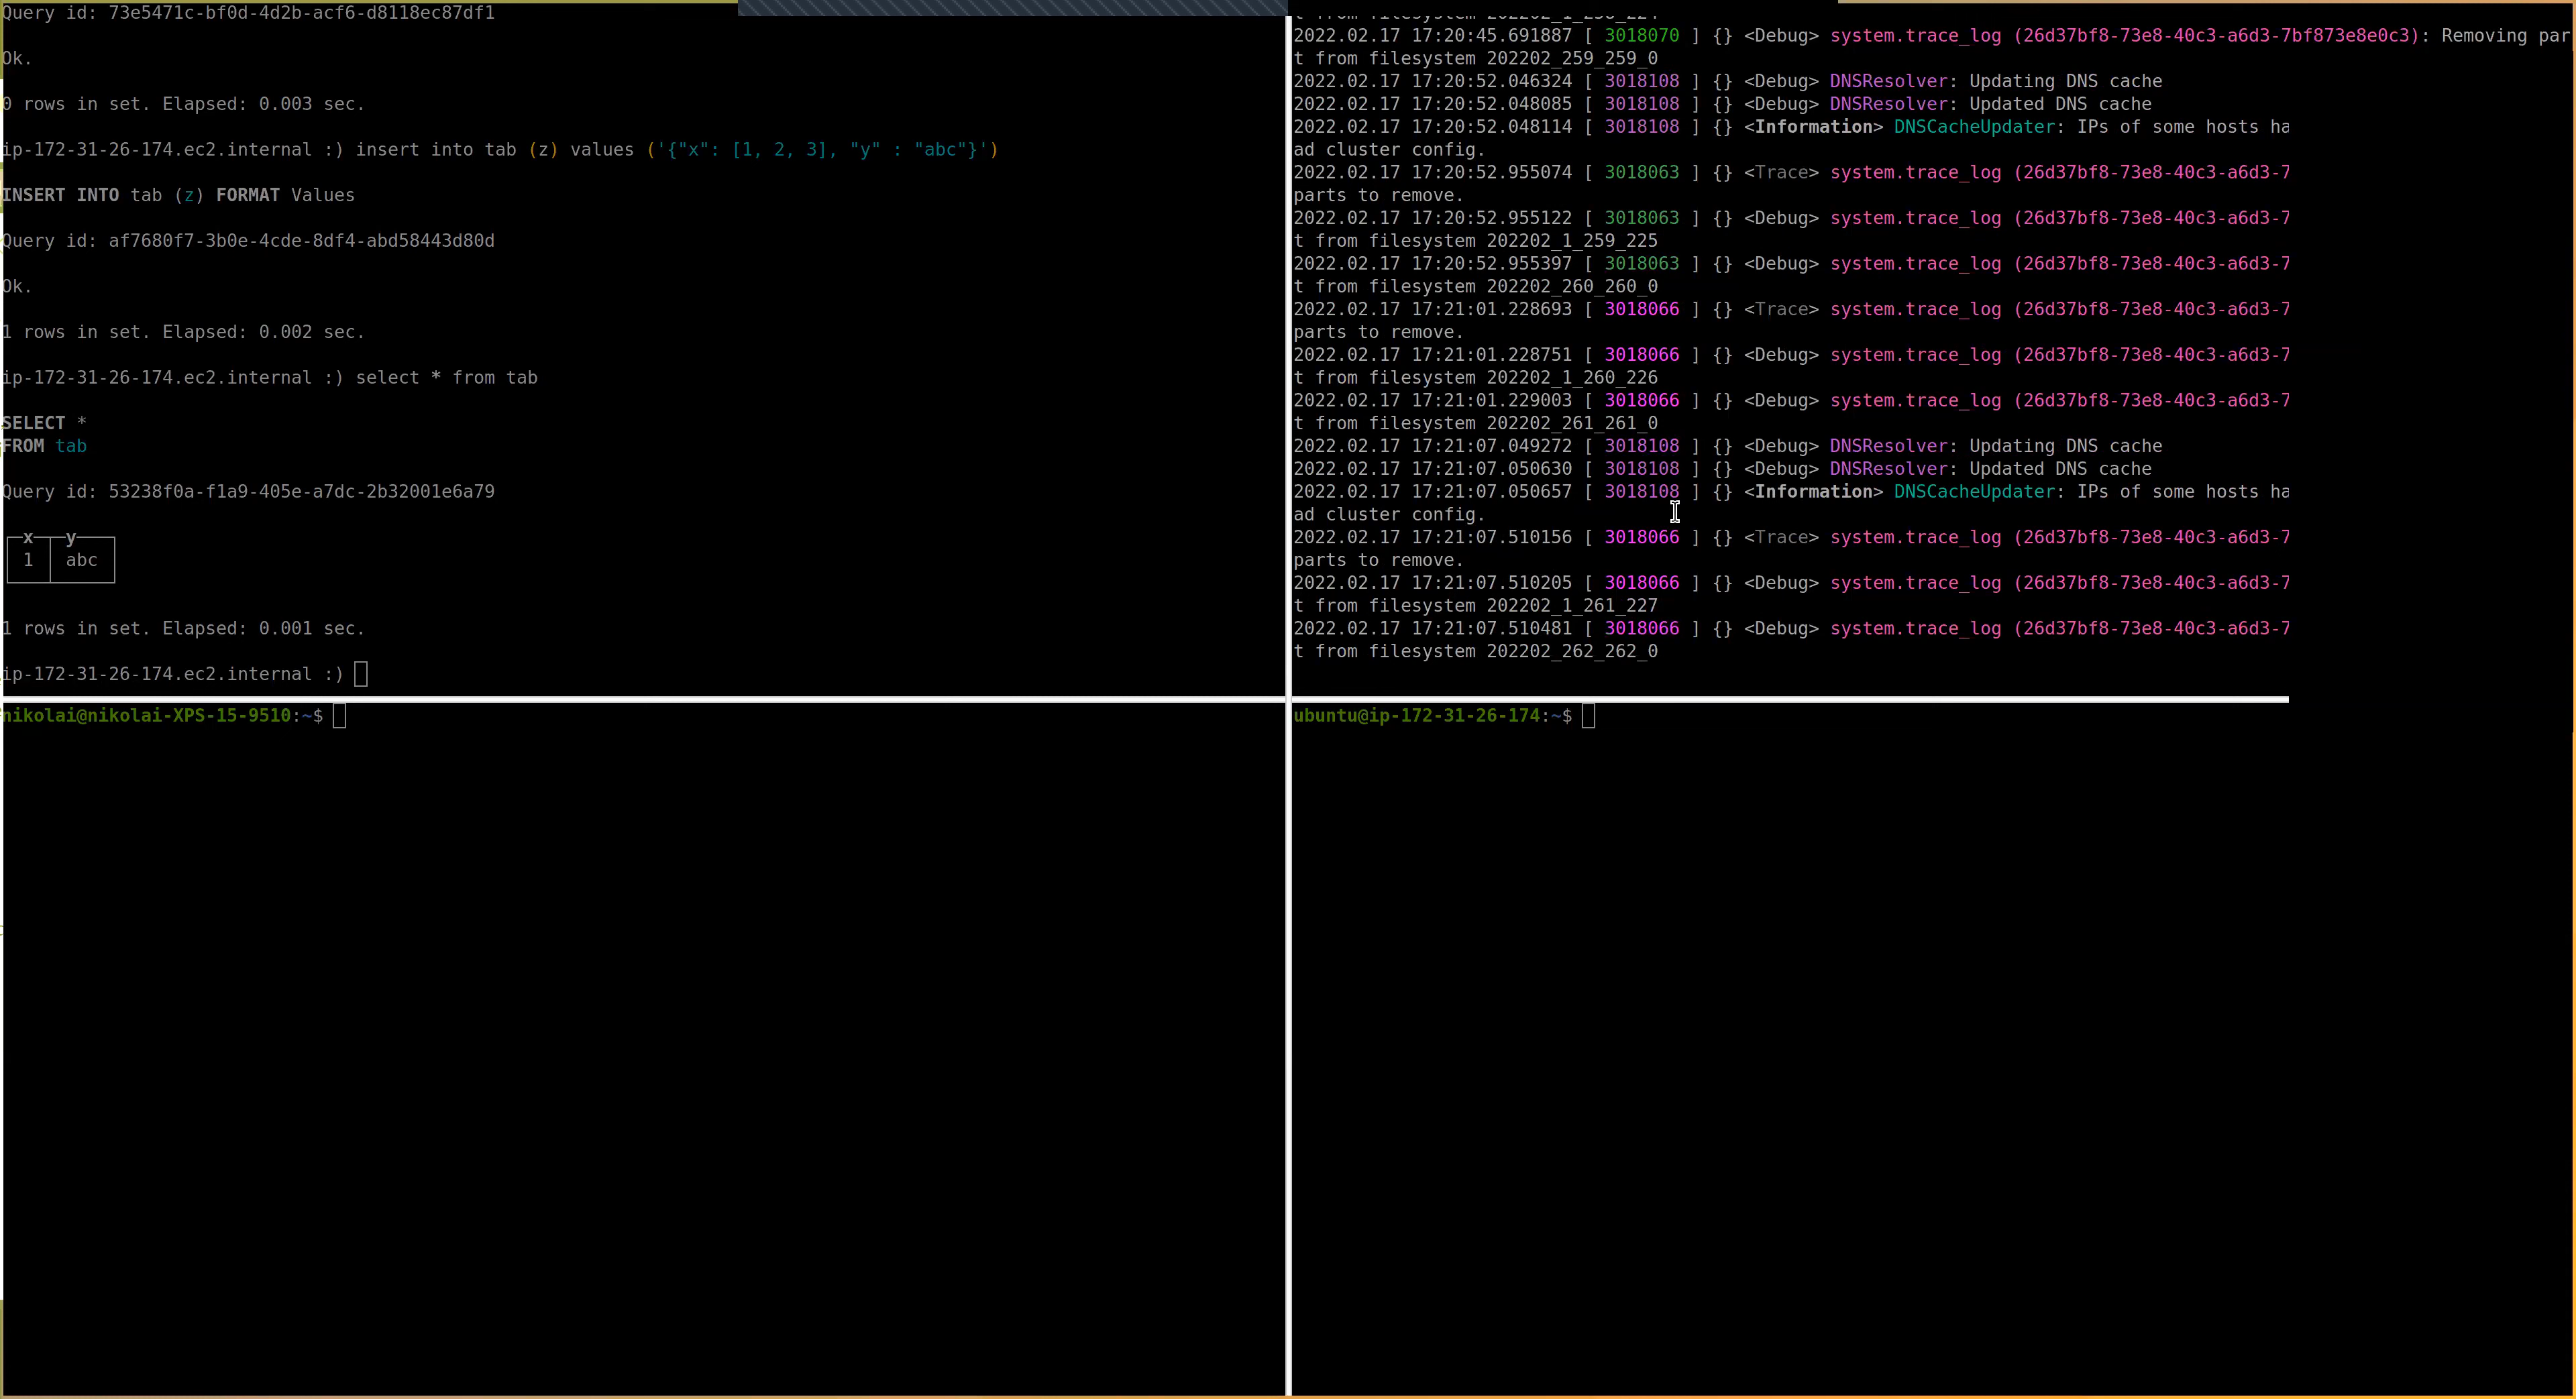 Query id: 73e5471c-bf0d-4d2b-acf6-d8118ec87df1
Ok.
0 rows in set. Elapsed: 0.003 sec.
ip-172-31-26-174.ec2.internal :) insert into tab (z) values ('{"x": [1, 2, 3], "y" : "abc"}')
INSERT INTO tab (z) FORMAT Values
Query id: af7680f7-3b0e-4cde-8df4-abd58443d80d
Ok.
1 rows in set. Elapsed: 0.002 sec.
ip-172-31-26-174.ec2.internal :) select * from tab
SELECT *
FROM tab
Query id: 53238f0a-f1a9-405e-a7dc-2b32001e6a79
x y
1 abc
1 rows in set. Elapsed: 0.001 sec.
ip-172-31-26-174.ec2.internal :)
t from filesystem
2022.02.17 17:20:45.691887 [ 3018070 ] {} <Debug> system.trace_log (26d37bf8-73e8-40c3-a6d3-7bf873e8e0c3): Removing par
t from filesystem 202202_259_259_0
2022.02.17 17:20:52.046324 [ 3018108 ] {} <Debug> DNSResolver: Updating DNS cache
2022.02.17 17:20:52.048085 [ 3018108 ] {} <Debug> DNSResolver: Updated DNS cache
2022.02.17 17:20:52.048114 [ 3018108 ] {} <Information> DNSCacheUpdater: IPs of some hosts ha
ad cluster config.
2022.02.17 17:20:52.955074 [ 3018063 ] {} <Trace> system.trace_log (26d37bf8-73e8-40c3-a6d3-7
parts to remove.
2022.02.17 17:20:52.955122 [ 3018063 ] {} <Debug> system.trace_log (26d37bf8-73e8-40c3-a6d3-7
t from filesystem 202202_1_259_225
2022.02.17 17:20:52.955397 [ 3018063 ] {} <Debug> system.trace_log (26d37bf8-73e8-40c3-a6d3-7
t from filesystem 202202_260_260_0
2022.02.17 17:21:01.228693 [ 3018066 ] {} <Trace> system.trace_log (26d37bf8-73e8-40c3-a6d3-7
parts to remove.
2022.02.17 17:21:01.228751 [ 3018066 ] {} <Debug> system.trace_log (26d37bf8-73e8-40c3-a6d3-7
t from filesystem 202202_1_260_226
2022.02.17 17:21:01.229003 [ 3018066 ] {} <Debug> system.trace_log (26d37bf8-73e8-40c3-a6d3-7
t from filesystem 202202_261_261_0
2022.02.17 17:21:07.049272 [ 3018108 ] {} <Debug> DNSResolver: Updating DNS cache
2022.02.17 17:21:07.050630 [ 3018108 ] {} <Debug> DNSResolver: Updated DNS cache
2022.02.17 17:21:07.050657 [ 3018108 ] {} <Information> DNSCacheUpdater: IPs of some hosts ha
ad cluster config.
2022.02.17 17:21:07.510156 [ 3018066 ] {} <Trace> system.trace_log (26d37bf8-73e8-40c3-a6d3-7
parts to remove.
2022.02.17 17:21:07.510205 [ 3018066 ] {} <Debug> system.trace_log (26d37bf8-73e8-40c3-a6d3-7
t from filesystem 202202_1_261_227
2022.02.17 17:21:07.510481 [ 3018066 ] {} <Debug> system.trace_log (26d37bf8-73e8-40c3-a6d3-7
t from filesystem 202202_262_262_0
nikolai@nikolai-XPS-15-9510:~$
ubuntu@ip-172-31-26-174:~$